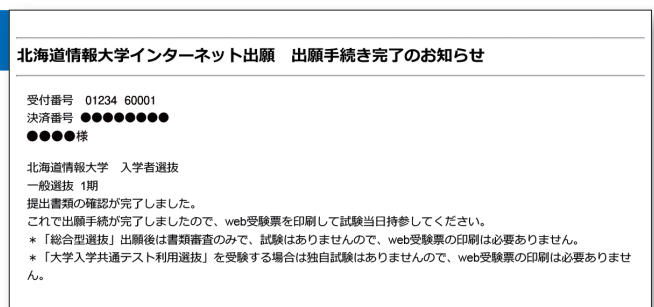 北海道情報大学インターネット出願　出願手続き完了のお知らせ
受付番号　01234 60001
決済番号 ●●●●●●●●
●●●●様
北海道情報大学　入学者選抜
一般選抜 1期
提出書類の確認が完了しました。
これで出願手続が完了しましたので、web受験票を印刷して試験当日持参してください。
＊「総合型選抜」出願後は書類審査のみで、試験はありませんので、web受験票の印刷は必要ありません。
＊「大学入学共通テスト利用選抜」を受験する場合は独自試験はありませんので、web受験票の印刷は必要ありませ
ん。